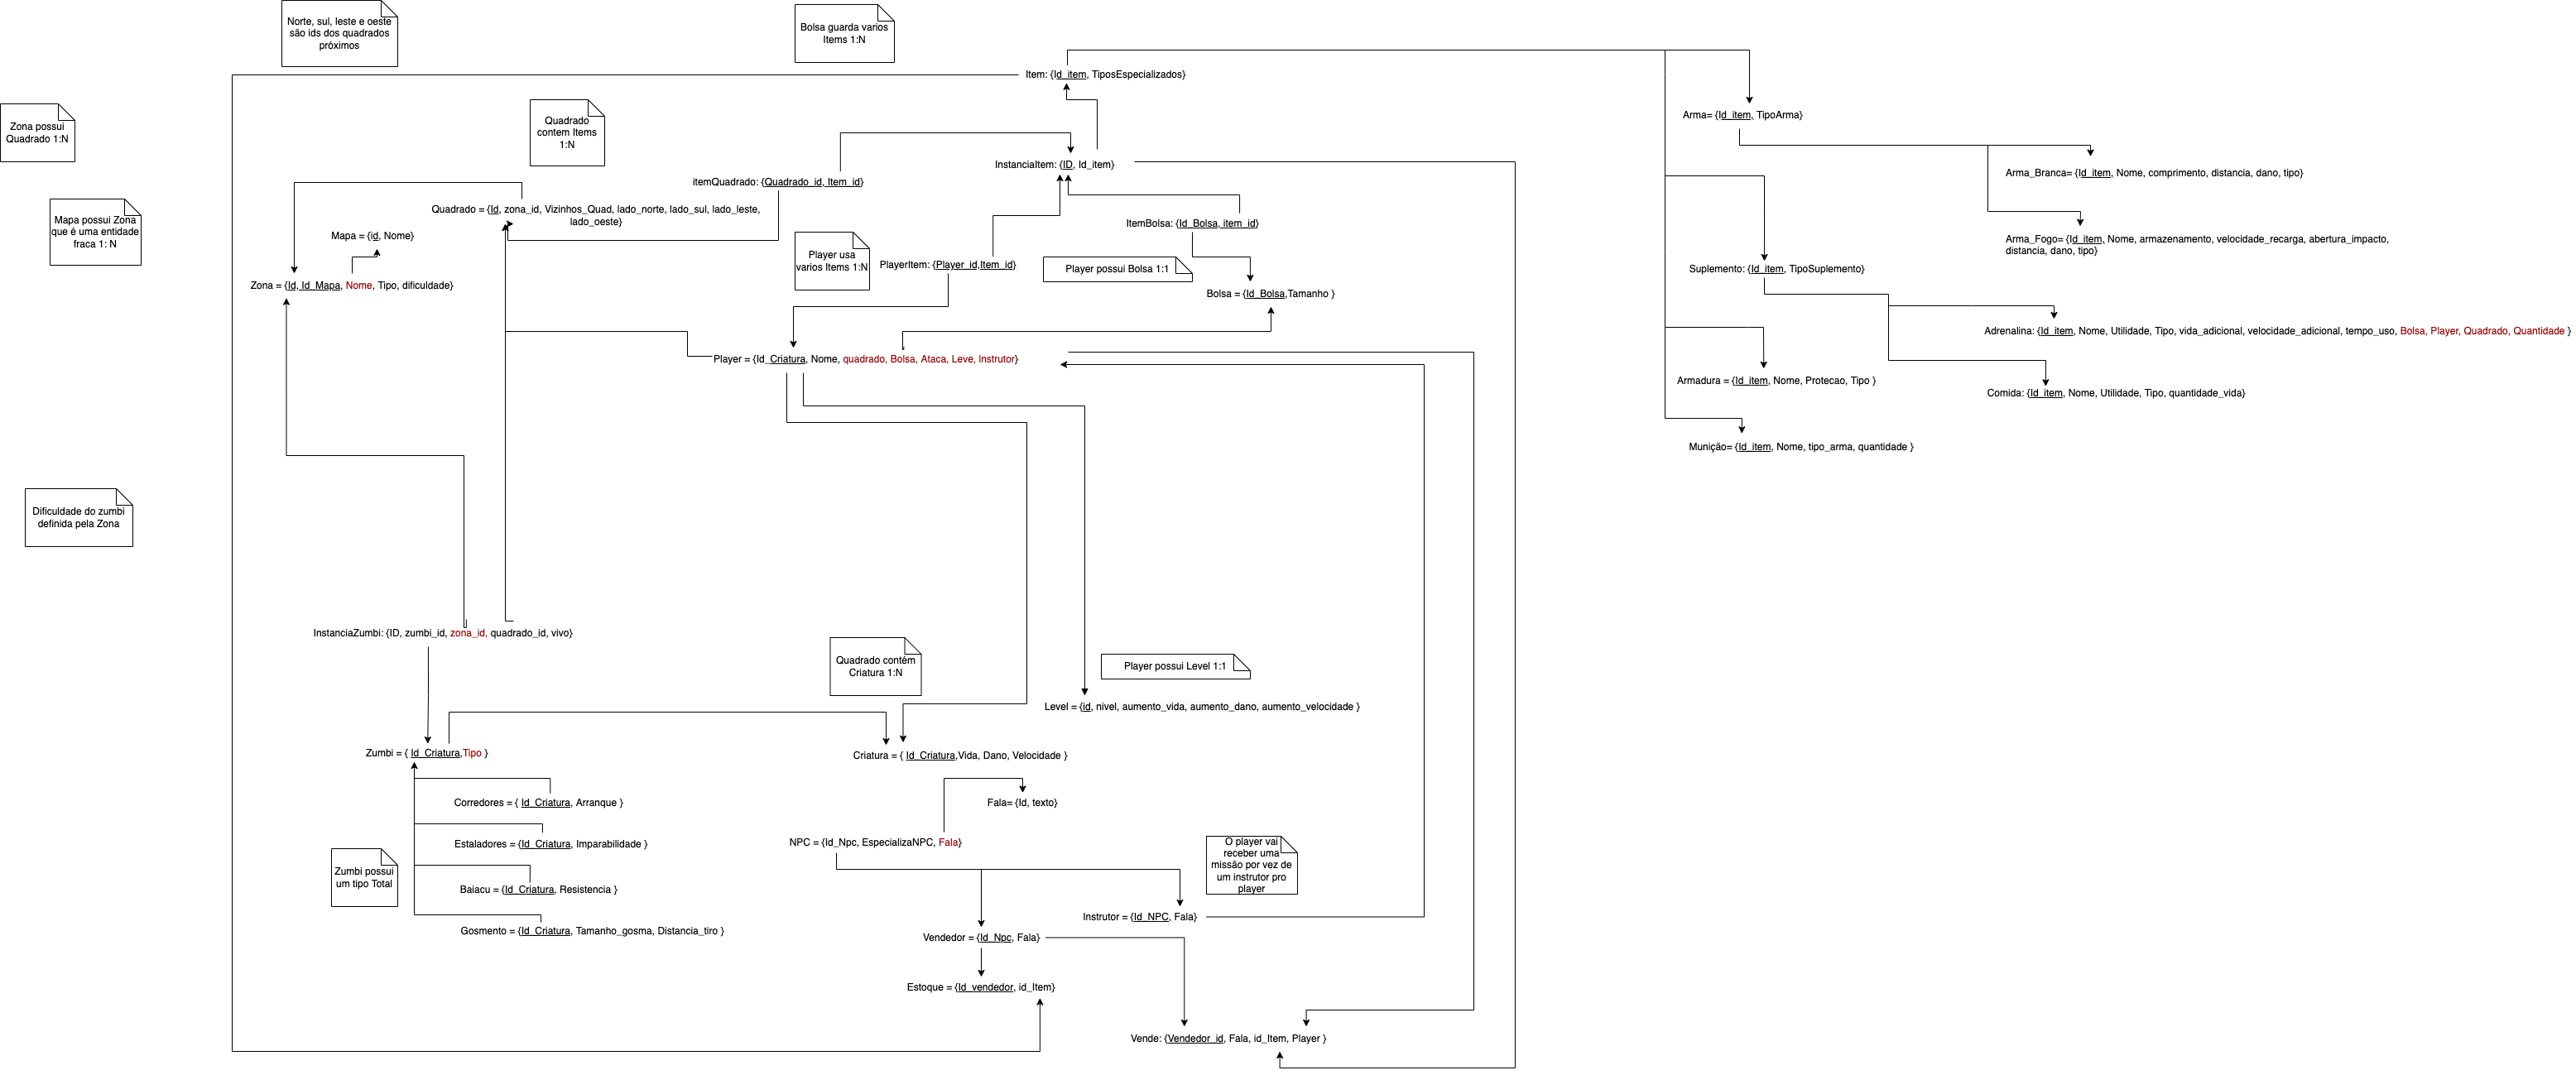 Norte, sul, leste e oeste
são ids dos quadrados
próximos
Bolsa guarda varios
Items 1:N
Item: {Id_item, TiposEspecializados}
Zona possui
Quadrado 1:N
Quadrado
contem Items
1:N
Arma= {Id_item, TipoArma}
InstanciaItem: {ID, Id_item}
Arma_Branca= {Id_item, Nome, comprimento, distancia, dano, tipo}
itemQuadrado: {Quadrado_id, Item_id}
Mapa possui Zona
que é uma entidade
fraca 1: N
Quadrado = {Id, zona_id, Vizinhos_Quad, lado_norte, lado_sul, lado_leste,
lado_oeste}
ItemBolsa: {Id_Bolsa, item_id}
Mapa = {id, Nome}
Arma_Fogo= {Id_item, Nome, armazenamento, velocidade_recarga, abertura_impacto,
distancia, dano, tipo}
Player usa
varios Items 1:N
PlayerItem: {Player_id,Item_id}
Player possui Bolsa 1:1
Suplemento: {Id_item, TipoSuplemento}
Zona = {Id, Id_Mapa, Nome, Tipo, dificuldade}
Bolsa = {Id_Bolsa,Tamanho }
Adrenalina: {Id_item, Nome, Utilidade, Tipo, vida_adicional, velocidade_adicional, tempo_uso, Bolsa, Player, Quadrado, Quantidade }
Player = {Id_Criatura, Nome, quadrado, Bolsa, Ataca, Leve, Instrutor}
Armadura = {Id_item, Nome, Protecao, Tipo }
Comida: {Id_item, Nome, Utilidade, Tipo, quantidade_vida}
Munição= {Id_item, Nome, tipo_arma, quantidade }
Dificuldade do zumbi
definida pela Zona
InstanciaZumbi: {ID, zumbi_id, zona_id, quadrado_id, vivo}
Quadrado contém
Criatura 1:N
Player possui Level 1:1
Level = {id, nivel, aumento_vida, aumento_dano, aumento_velocidade }
Zumbi = { Id_Criatura,Tipo }
Criatura = { Id_Criatura,Vida, Dano, Velocidade }
Corredores = { Id_Criatura, Arranque }
Fala= {Id, texto}
Estaladores = {Id_Criatura, Imparabilidade }
NPC = {Id_Npc, EspecializaNPC, Fala}
O player vai
receber uma
missão por vez de
um instrutor pro
player
Zumbi possui
um tipo Total
Baiacu = {Id_Criatura, Resistencia }
Instrutor = {Id_NPC, Fala}
Gosmento = {Id_Criatura, Tamanho_gosma, Distancia_tiro }
Vendedor = {Id_Npc, Fala}
Estoque = {Id_vendedor, id_Item}
Vende: {Vendedor_id, Fala, id_Item, Player }